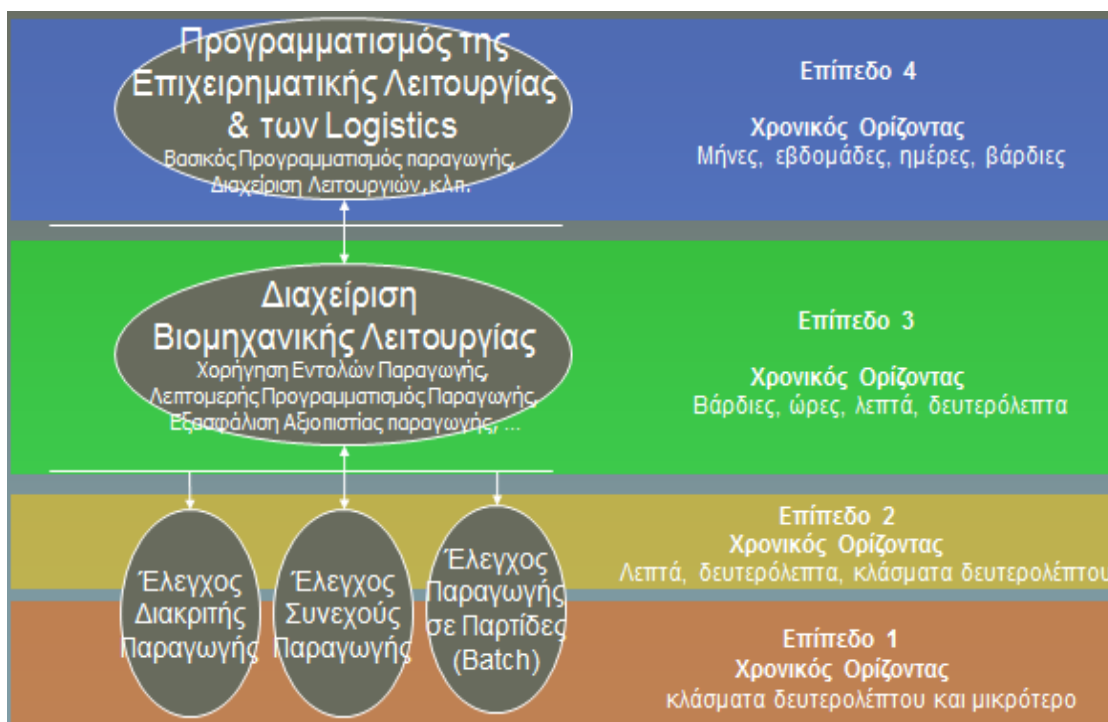 Προγραμματισμός της
Επιχειρηματικής Λειτουργίας
& των Logistics
Βασικός Προγραμματισμός παραγωγής,
Διαχείριση Λειτουργιών, κλπ.
Επίπεδο 4
Χρονικός Ορίζοντας
Μήνες, εβδομάδες, ημέρες, βάρδιες
Διαχείριση
Βιομηχανικής Λειτουργίας
Χορήγηση Εντολών Παραγωγής,
Λεπτομερής Προγραμματισμός Παραγωγής,
Εξασφάλιση Αξιοπιστίας παραγωγής, ...
Επίπεδο 3
Χρονικός Ορίζοντας
Βάρδιες, ώρες, λεπτά, δευτερόλεπτα
Έλεγχος
Διακριτής
Παραγωγής
Έλεγχος
Συνεχούς
Παραγωγής
Έλεγχος
Παραγωγής
σε Παρτίδες
(Batch)
Επίπεδο 2
Χρονικός Ορίζοντας
Λεπτά, δευτερόλεπτα, κλάσματα δευτερολέπτου
Επίπεδο 1
Χρονικός Ορίζοντας
κλάσματα δευτερολέπτου και μικρότερο